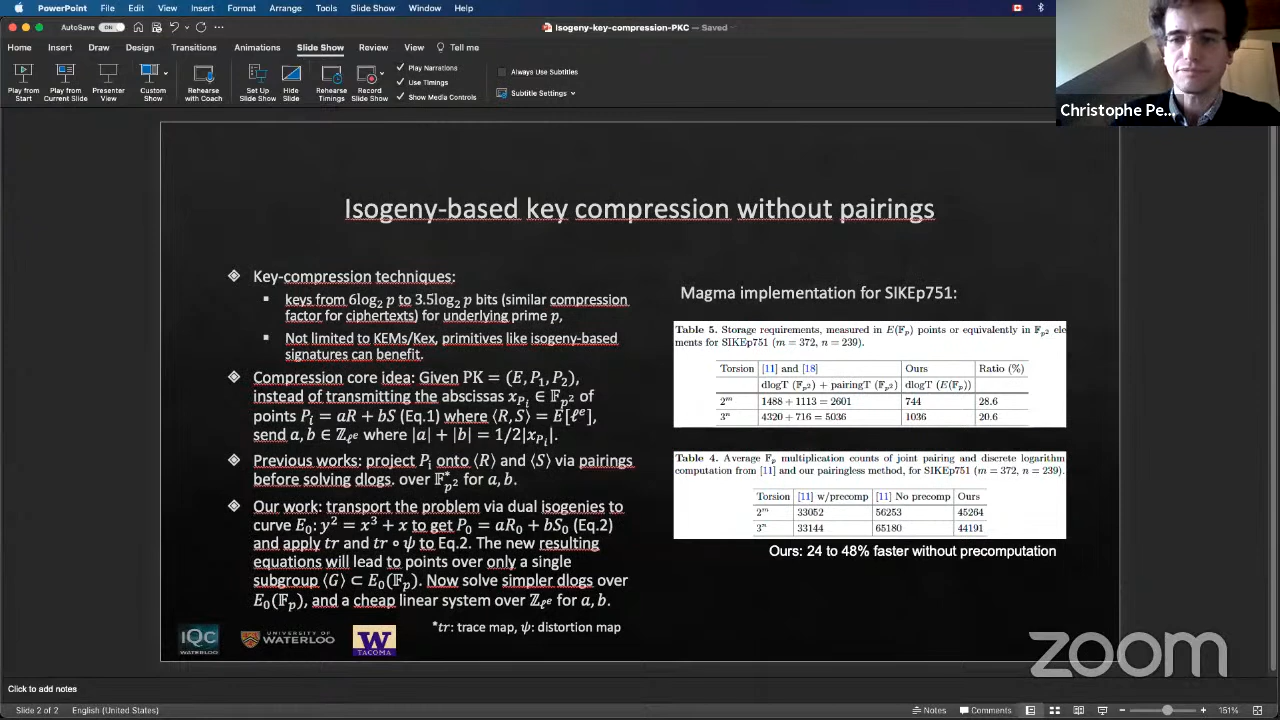 PowerPoint File Edit View Insert Format Arrange Tools Slide Show Window Help
AutoSave ON Isogeny-key-compression-PKC — Saved
Home Insert Draw Design Transitions Animations Slide Show Review View Tell me
Play from Start
Play from Current Slide
Presenter View
Custom Show
Rehearse with Coach
Set Up Slide Show
Hide Slide
Rehearse Timings
Record Slide Show
Play Narrations
Use Timings
Show Media Controls
Always Use Subtitles
Subtitle Settings
Christophe Pe...
Isogeny-based key compression without pairings
Key-compression techniques:
keys from 6log₂ p to 3.5log₂ p bits (similar compression
factor for ciphertexts) for underlying prime p,
Not limited to KEMs/Kex, primitives like isogeny-based
signatures can benefit.
Compression core idea: Given PK = (E, P₁, P₂),
instead of transmitting the abscissas x_{P_i} ∈ 𝔽_{p²} of
points P_i = aR + bS (Eq.1) where ⟨R, S⟩ = E[ℓ^e],
send a, b ∈ ℤ_{ℓ^e} where |a| + |b| = 1/2|x_{P_i}|.
Previous works: project P_i onto ⟨R⟩ and ⟨S⟩ via pairings
before solving dlogs. over 𝔽*_{p²} for a, b.
Our work: transport the problem via dual isogenies to
curve E₀: y² = x³ + x to get P₀ = aR₀ + bS₀ (Eq.2)
and apply tr and tr ∘ ψ to Eq.2. The new resulting
equations will lead to points over only a single
subgroup ⟨G⟩ ⊂ E₀(𝔽_p). Now solve simpler dlogs over
E₀(𝔽_p), and a cheap linear system over ℤ_{ℓ^e} for a, b.
*tr: trace map, ψ: distortion map
IQC WATERLOO
UNIVERSITY OF WATERLOO
W TACOMA
Magma implementation for SIKEp751:
Table 5. Storage requirements, measured in E(𝔽_p) points or equivalently in 𝔽_{p²} ele
ments for SIKEp751 (m = 372, n = 239).
Torsion [11] and [18] Ours Ratio (%)
dlogT (𝔽_{p²}) + pairingT (𝔽_{p²}) dlogT (E(𝔽_p))
2^m 1488 + 1113 = 2601 744 28.6
3^n 4320 + 716 = 5036 1036 20.6
Table 4. Average 𝔽_p multiplication counts of joint pairing and discrete logarithm
computation from [11] and our pairingless method, for SIKEp751 (m = 372, n = 239).
Torsion [11] w/precomp [11] No precomp Ours
2^m 33052 56253 45264
3^n 33144 65180 44191
Ours: 24 to 48% faster without precomputation
zoom
Click to add notes
Slide 2 of 2 English (United States) Notes Comments 151%